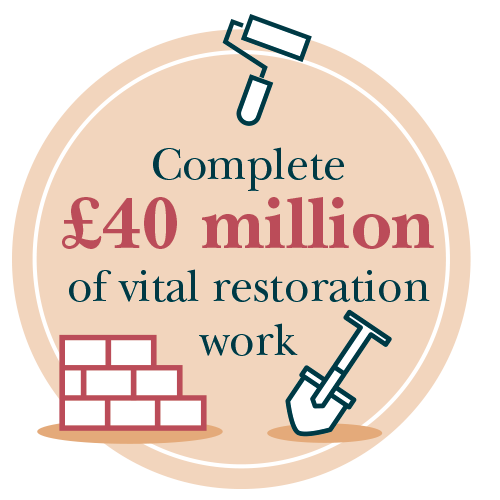 Complete
£40 million
of vital restoration
work